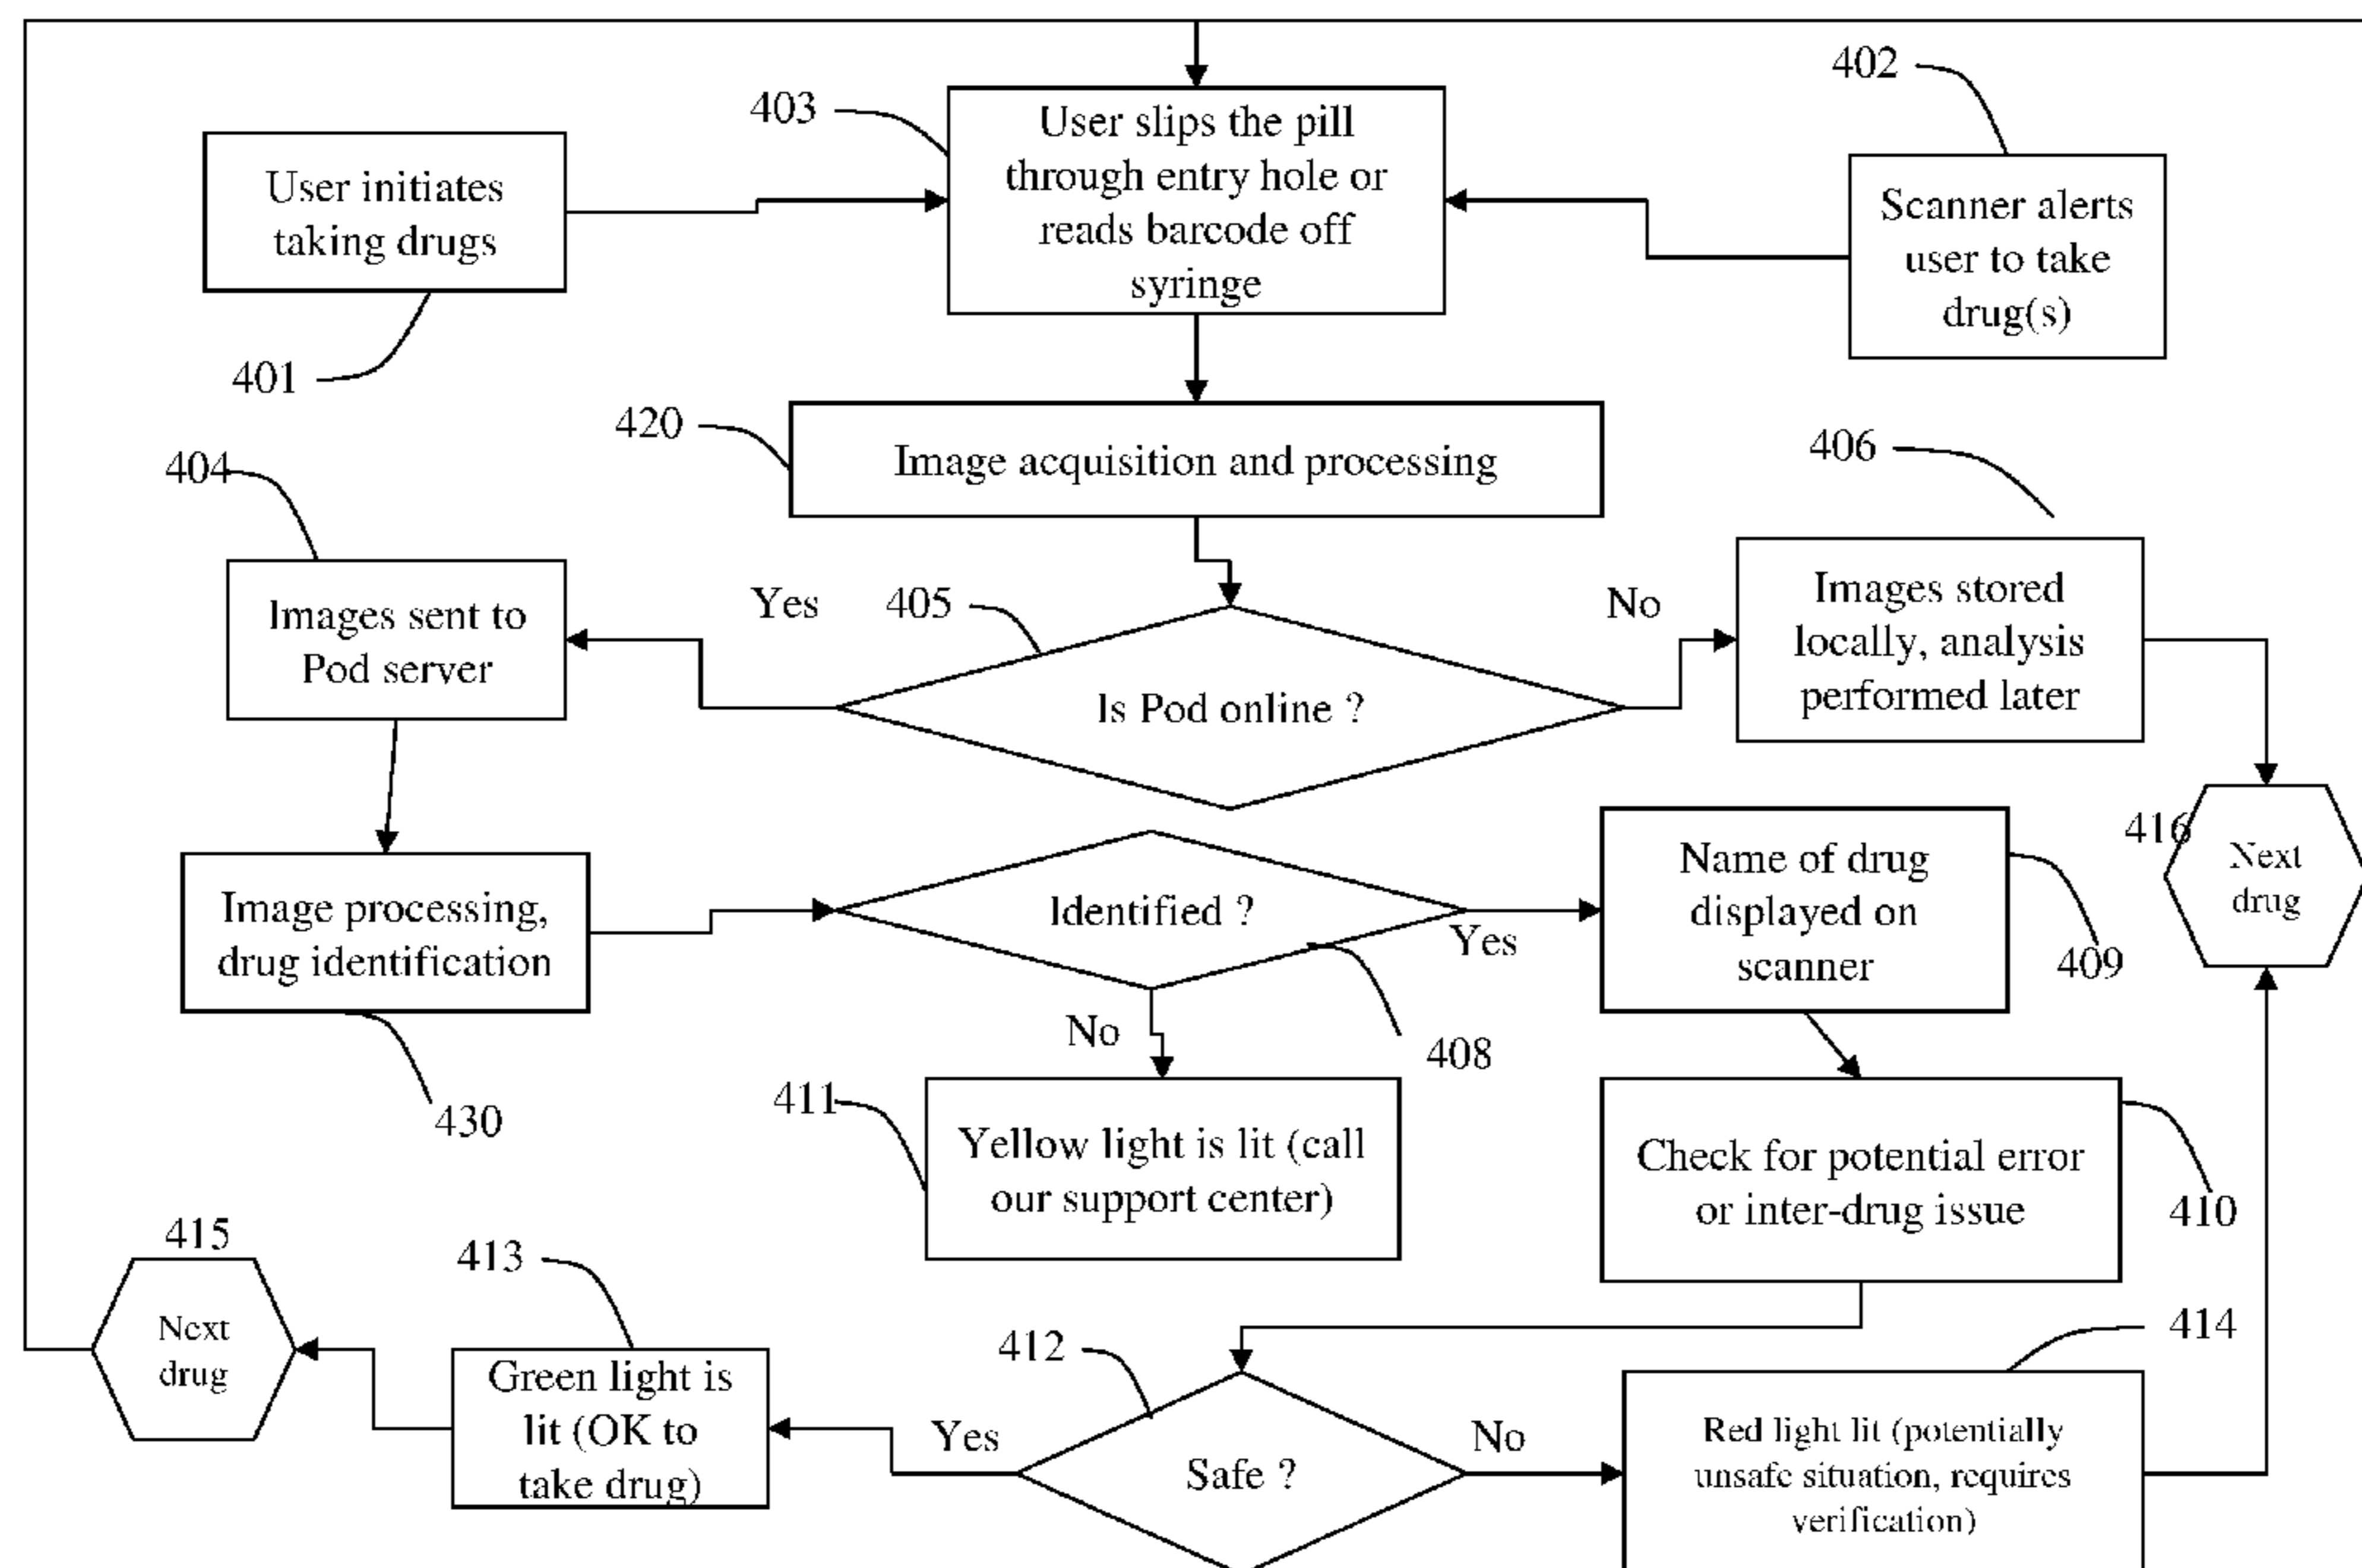 402
403
User slips the pill
through entry hole or
reads barcode off
syringe
User initiates
taking drugs
Scanner alerts
user to take
drug(s)
401
420
Image acquisition and processing
406
404
Images sent to
Pod server
Yes
405
No
Is Pod online ?
Images stored
locally, analysis
performed later
416
Next
drug
Image processing,
drug identification
Identified ?
Yes
Name of drug
displayed on
scanner
409
No
408
430
411
Yellow light is lit (call
our support center)
Check for potential error
or inter-drug issue
410
415
Next
drug
413
Green light is
lit (OK to
take drug)
412
Yes
Safe ?
No
414
Red light lit (potentially
unsafe situation, requires
verification)